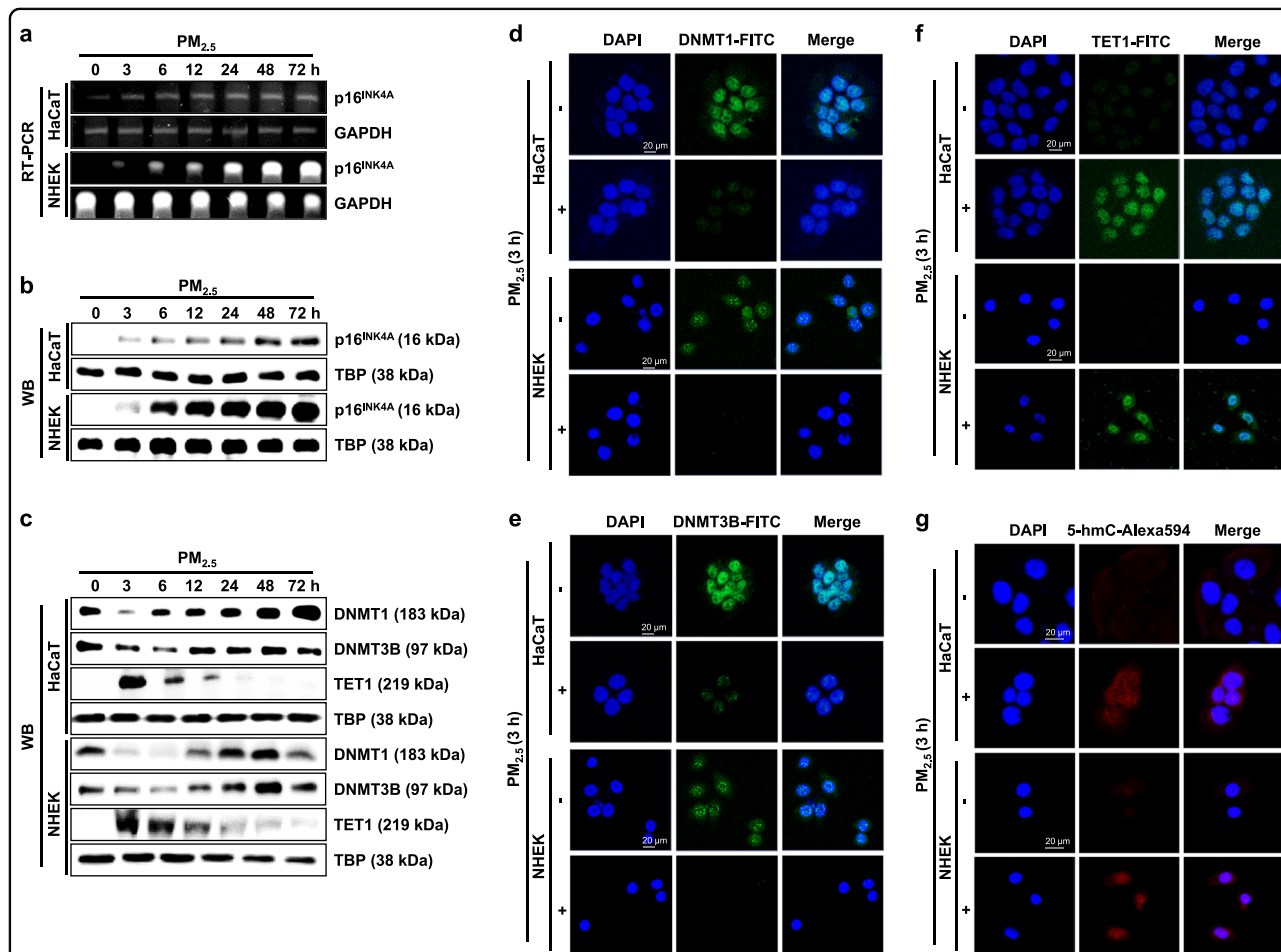 a
PM2.5
0 3 6 12 24 48 72 h
RT-PCR
HaCaT
p16INK4A
GAPDH
NHEK
p16INK4A
GAPDH
b
PM2.5
0 3 6 12 24 48 72 h
WB
HaCaT
p16INK4A (16 kDa)
TBP (38 kDa)
NHEK
p16INK4A (16 kDa)
TBP (38 kDa)
c
PM2.5
0 3 6 12 24 48 72 h
WB
HaCaT
DNMT1 (183 kDa)
DNMT3B (97 kDa)
TET1 (219 kDa)
TBP (38 kDa)
NHEK
DNMT1 (183 kDa)
DNMT3B (97 kDa)
TET1 (219 kDa)
TBP (38 kDa)
d
DAPI DNMT1-FITC Merge
PM2.5 (3 h)
HaCaT
-
20 µm
+
NHEK
-
20 µm
+
e
DAPI DNMT3B-FITC Merge
PM2.5 (3 h)
HaCaT
-
20 µm
+
NHEK
-
20 µm
+
f
DAPI TET1-FITC Merge
PM2.5 (3 h)
HaCaT
-
20 µm
+
NHEK
-
20 µm
+
g
DAPI 5-hmC-Alexa594 Merge
PM2.5 (3 h)
HaCaT
-
20 µm
+
NHEK
-
20 µm
+